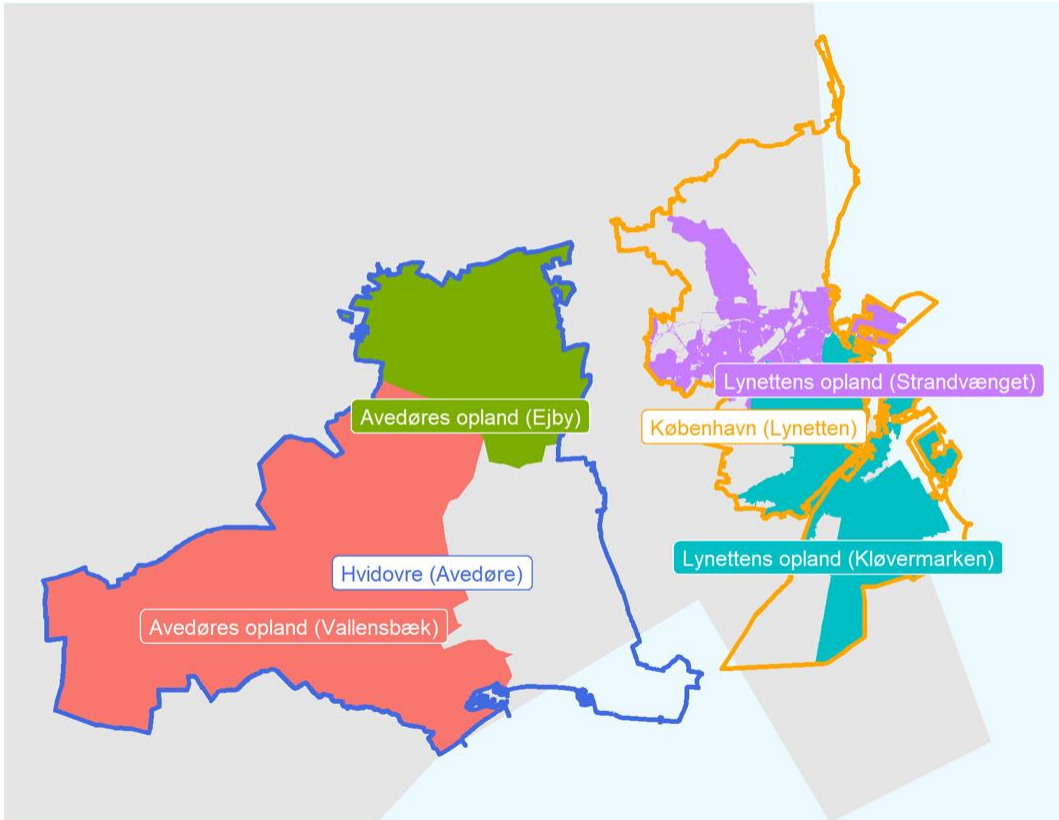 Lynettens opland (Strandvænget)
Avedøres opland (Ejby)
København (Lynetten)
Lynettens opland (Kløvermarken)
Hvidovre (Avedøre)
Avedøres opland (Vallensbæk)